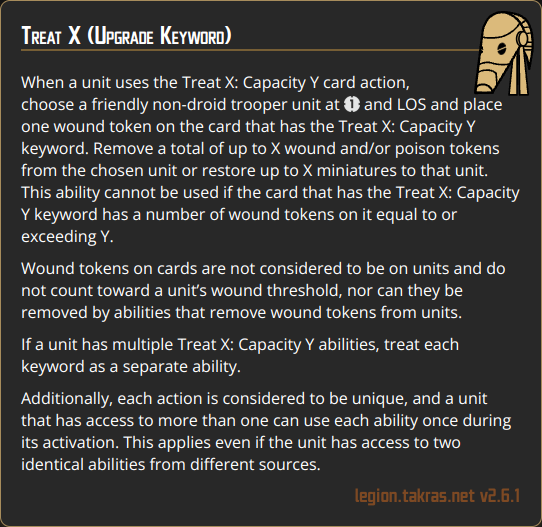 Treat X (Upgrade Keyword)
When a unit uses the Treat X: Capacity Y card action,
choose a friendly non-droid trooper unit at 1 and LOS and place
one wound token on the card that has the Treat X: Capacity Y
keyword. Remove a total of up to X wound and/or poison tokens
from the chosen unit or restore up to X miniatures to that unit.
This ability cannot be used if the card that has the Treat X: Capacity
Y keyword has a number of wound tokens on it equal to or
exceeding Y.
Wound tokens on cards are not considered to be on units and do
not count toward a unit’s wound threshold, nor can they be
removed by abilities that remove wound tokens from units.
If a unit has multiple Treat X: Capacity Y abilities, treat each
keyword as a separate ability.
Additionally, each action is considered to be unique, and a unit
that has access to more than one can use each ability once during
its activation. This applies even if the unit has access to two
identical abilities from different sources.
legion.takras.net v2.6.1